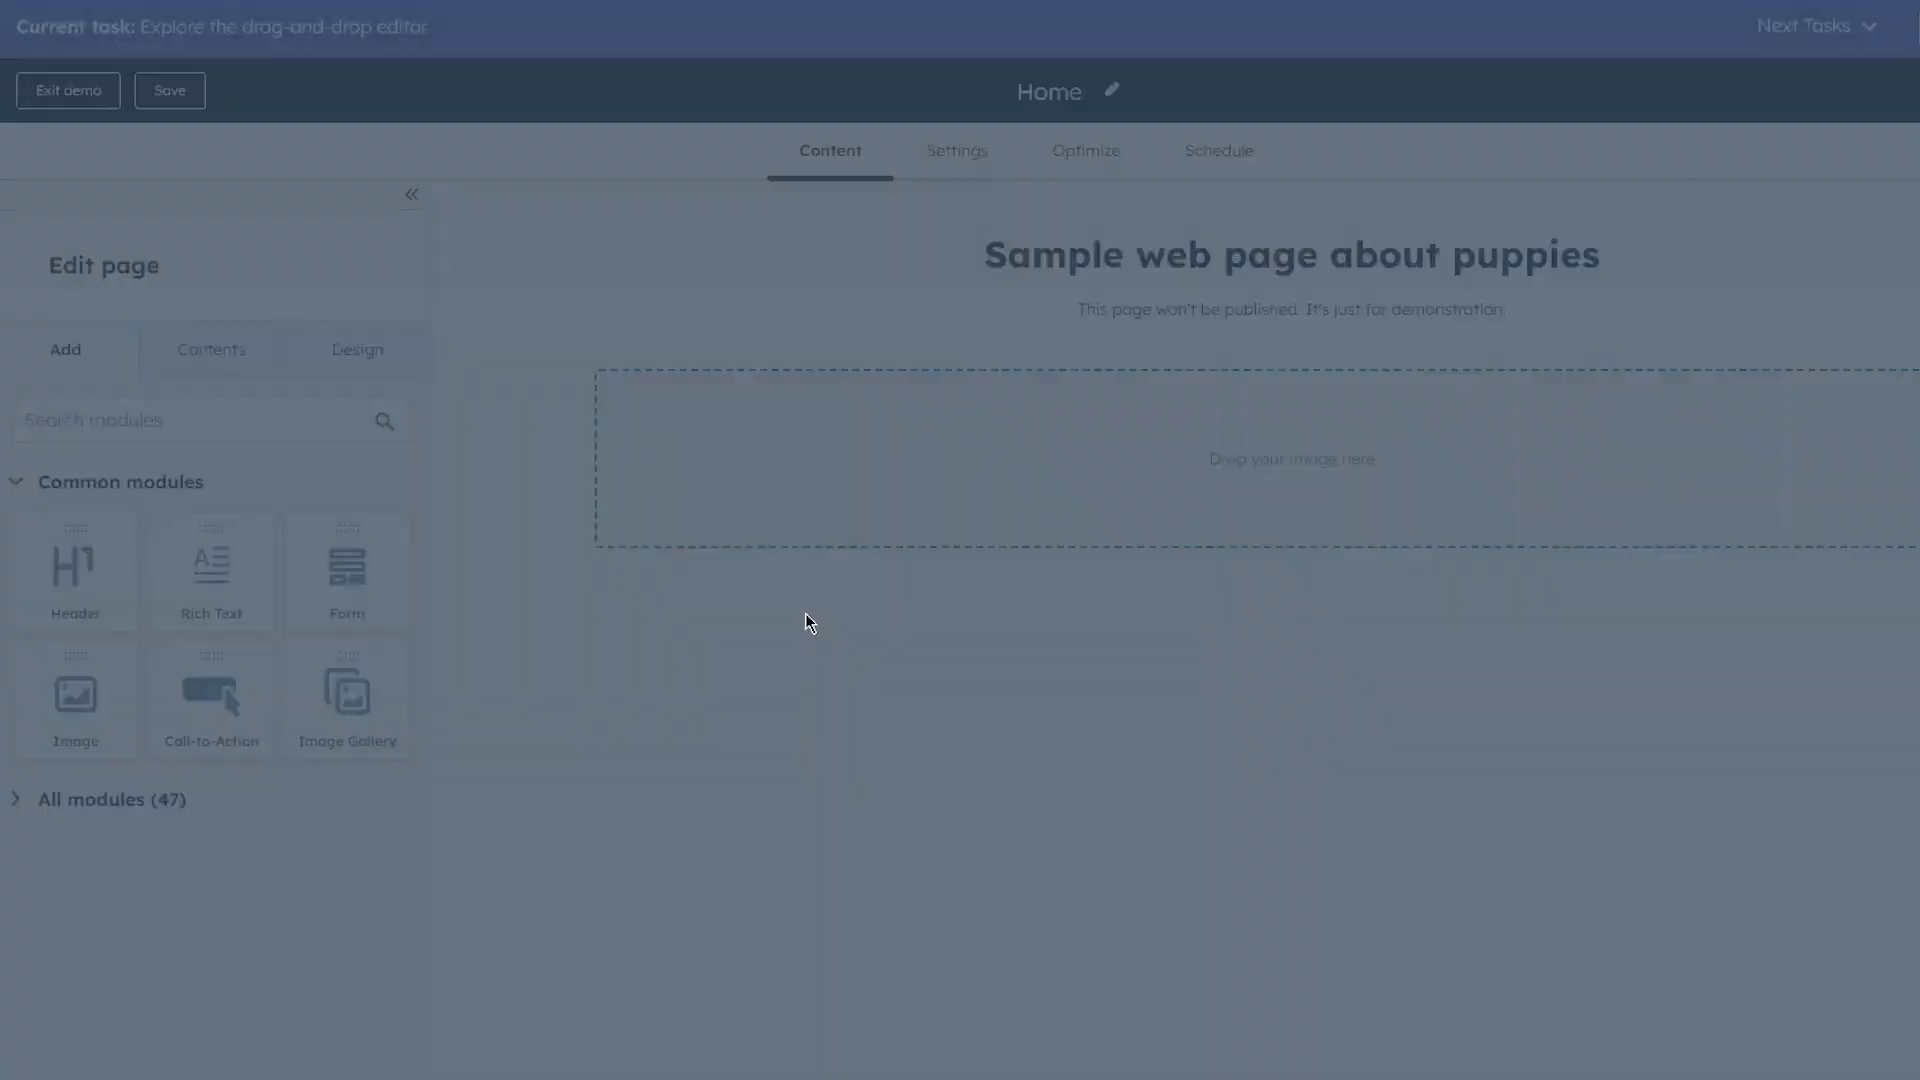 Current task: Explore the drag-and-drop editor
Next Tasks
Exit demo
Save
Home
Content
Settings
Optimize
Schedule
Edit page
Sample web page about puppies
This page won't be published. It's just for demonstration.
Add
Contents
Design
Search modules
Drop your image here
Common modules
Header
Rich Text
Form
Image
Call-to-Action
Image Gallery
All modules (47)